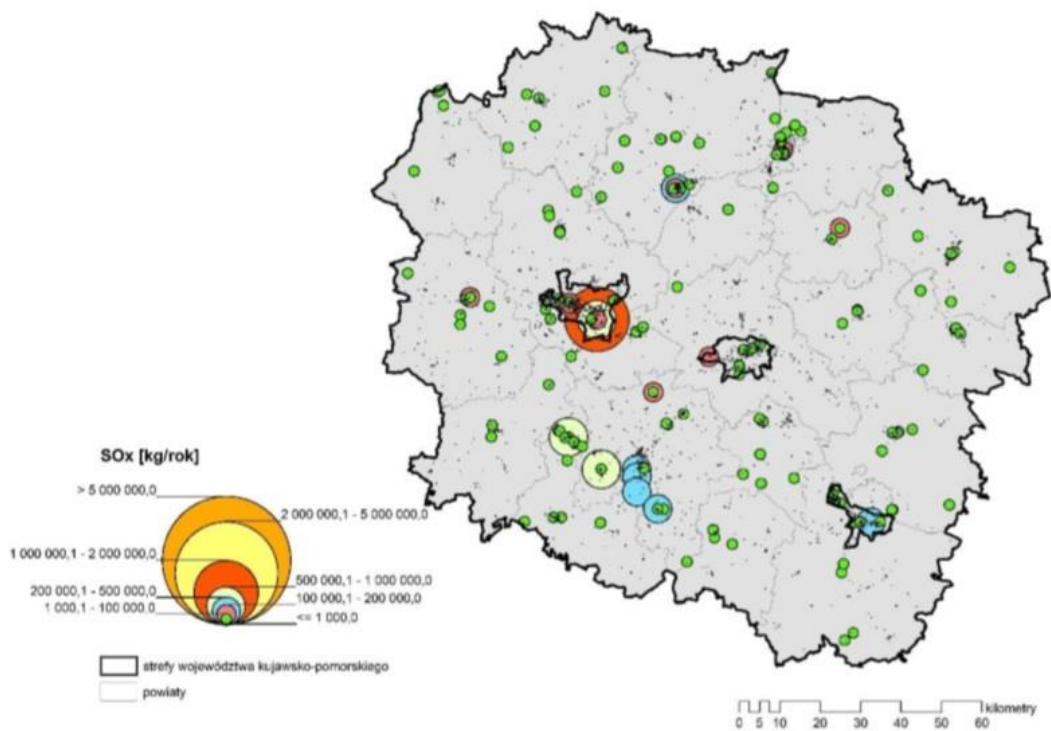 SOx [kg/rok]
> 5 000 000,0
2 000 000,1 - 5 000 000,0
1 000 000,1 - 2 000 000,0
500 000,1 - 1 000 000,0
200 000,1 - 500 000,0
100 000,1 - 200 000,0
1 000,1 - 100 000,0
<= 1 000,0
strefy województwa kujawsko-pomorskiego
powiaty
kilometry
0 5 10 20 30 40 50 60